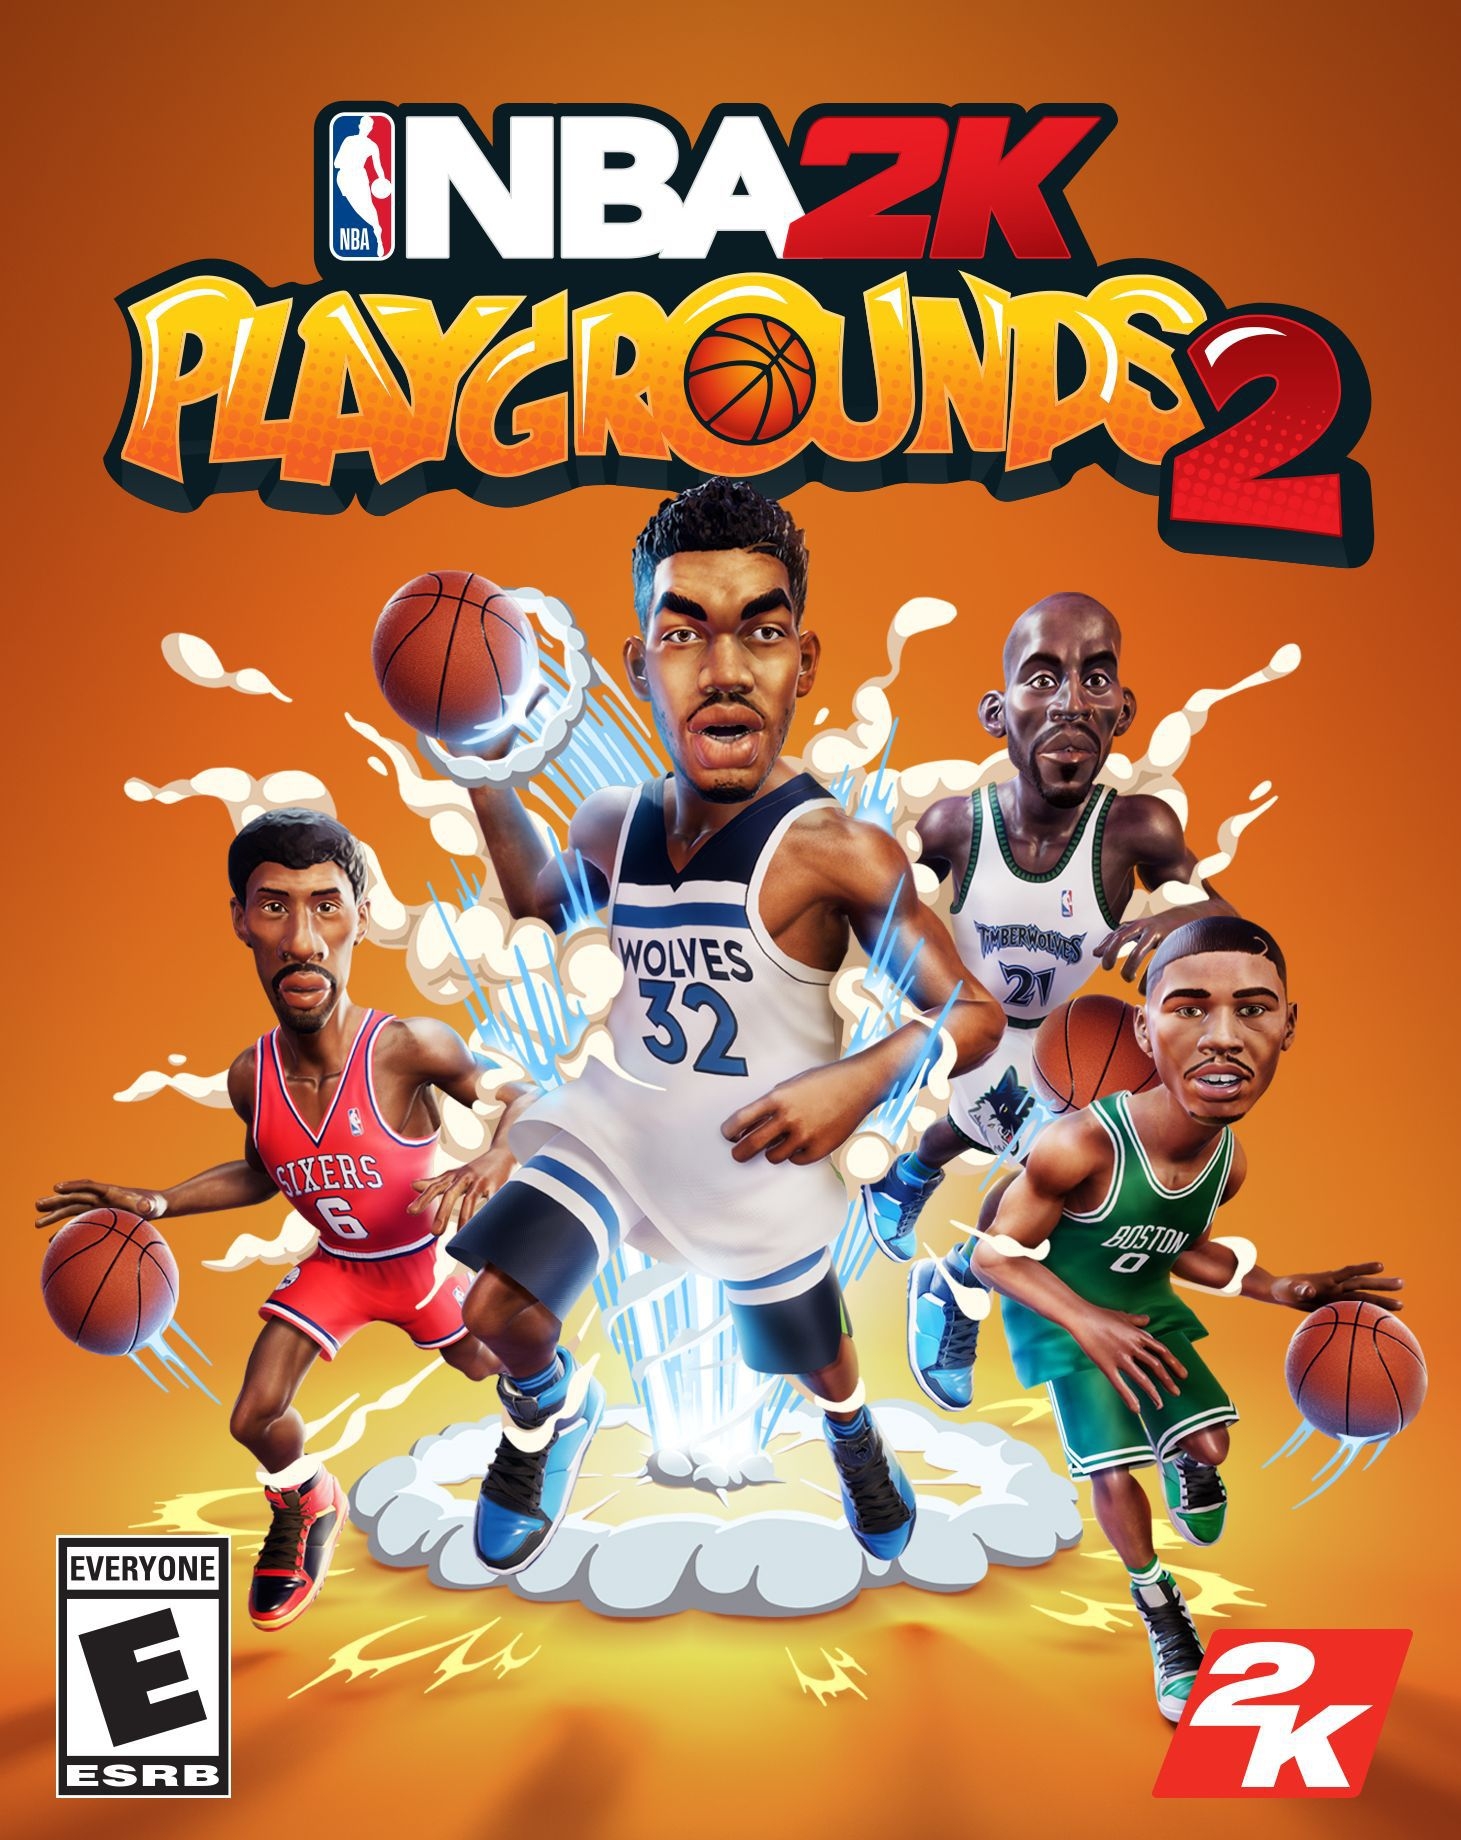 NBA
NBA2K
PLAYGROUNDS 2
WOLVES
32
TIMBERWOLVES
21
SIXERS
6
BOSTON
0
EVERYONE
E
ESRB
2K